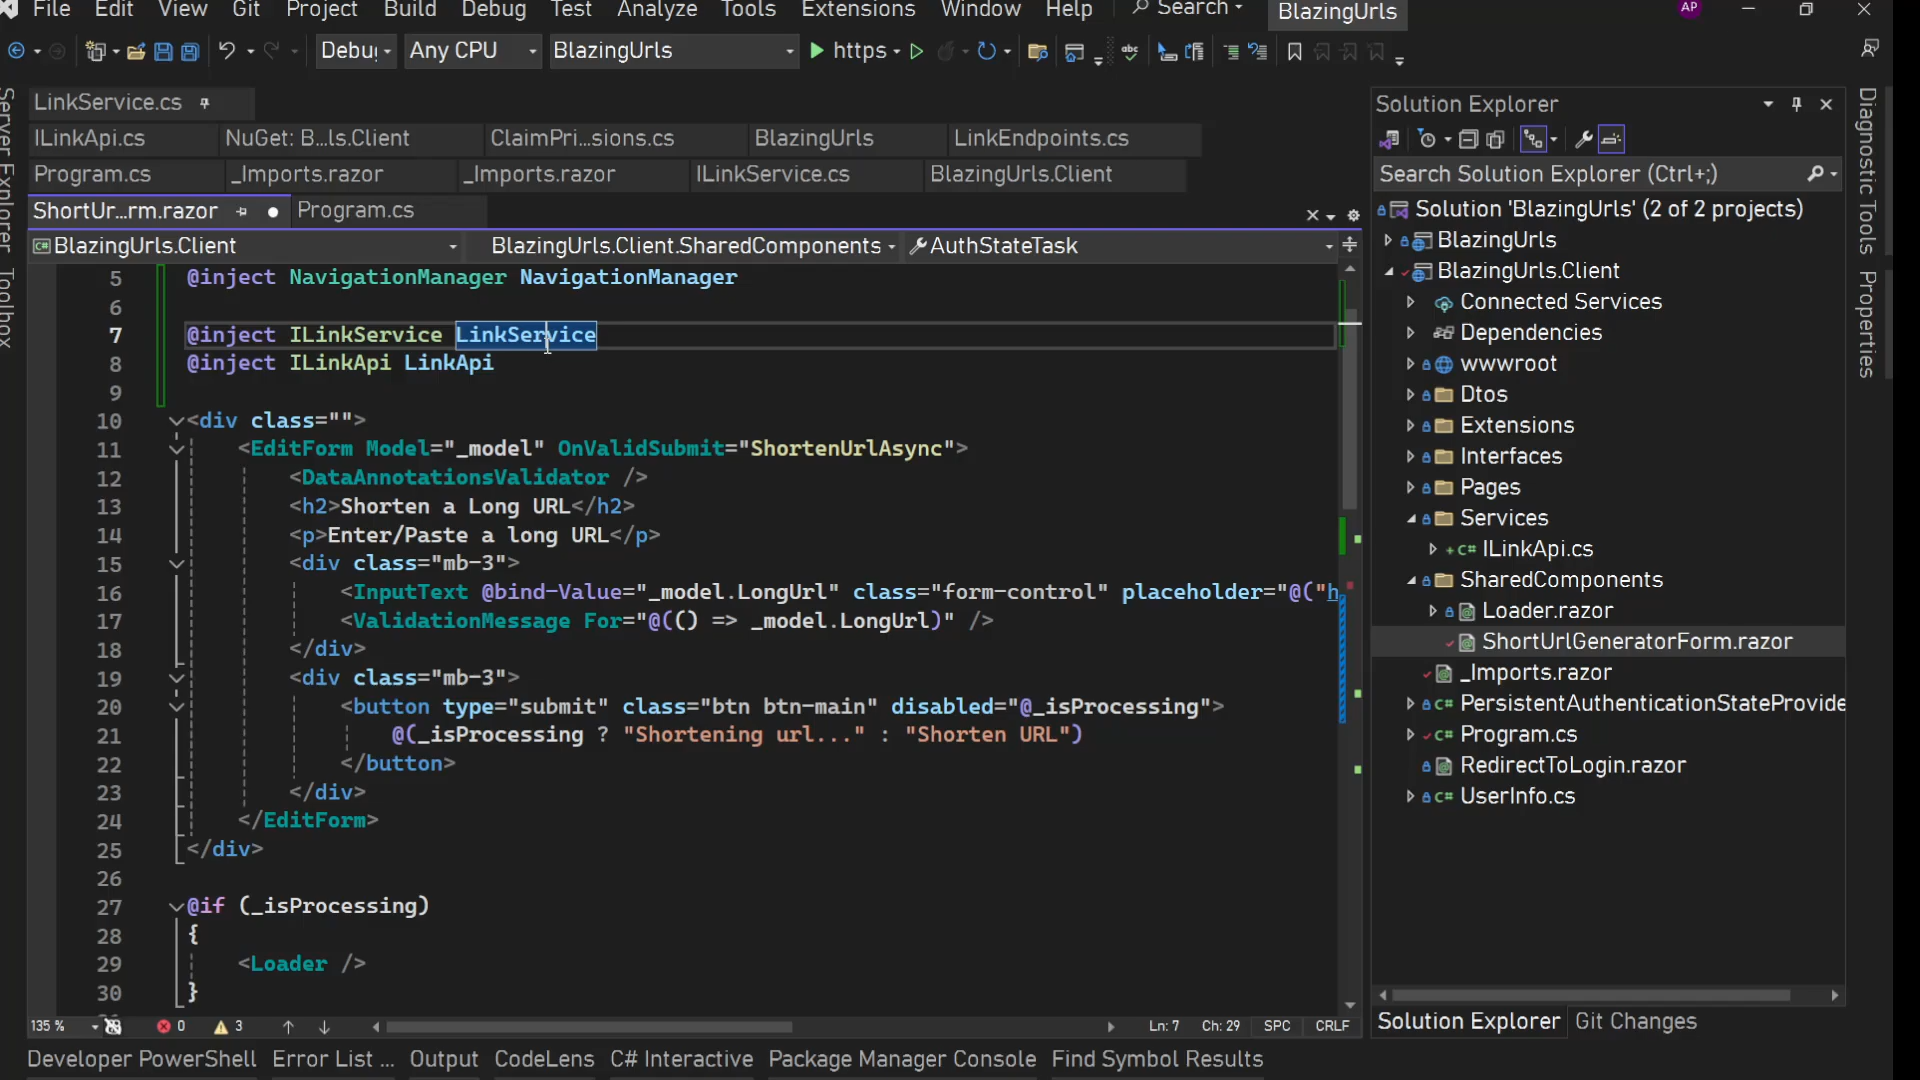 File Edit View Git Project Build Debug Test Analyze Tools Extensions Window Help Search BlazingUrls AP
Debug Any CPU BlazingUrls https
LinkService.cs
ILinkApi.cs NuGet: B...ls.Client ClaimPri...sions.cs BlazingUrls LinkEndpoints.cs
Program.cs _Imports.razor _Imports.razor ILinkService.cs BlazingUrls.Client
ShortUr...rm.razor Program.cs
BlazingUrls.Client BlazingUrls.Client.SharedComponents AuthStateTask
5 @inject NavigationManager NavigationManager
6
7 @inject ILinkService LinkService
8 @inject ILinkApi LinkApi
9
10 <div class="">
11 <EditForm Model="_model" OnValidSubmit="ShortenUrlAsync">
12 <DataAnnotationsValidator />
13 <h2>Shorten a Long URL</h2>
14 <p>Enter/Paste a long URL</p>
15 <div class="mb-3">
16 <InputText @bind-Value="_model.LongUrl" class="form-control" placeholder="@("h
17 <ValidationMessage For="@(() => _model.LongUrl)" />
18 </div>
19 <div class="mb-3">
20 <button type="submit" class="btn btn-main" disabled="@_isProcessing">
21 @(_isProcessing ? "Shortening url..." : "Shorten URL")
22 </button>
23 </div>
24 </EditForm>
25 </div>
26
27 @if (_isProcessing)
28 {
29 <Loader />
30 }
135 % 0 3 Ln: 7 Ch: 29 SPC CRLF
Developer PowerShell Error List ... Output CodeLens C# Interactive Package Manager Console Find Symbol Results
Server Explorer
Toolbox
Solution Explorer
Search Solution Explorer (Ctrl+;)
Solution 'BlazingUrls' (2 of 2 projects)
BlazingUrls
BlazingUrls.Client
Connected Services
Dependencies
wwwroot
Dtos
Extensions
Interfaces
Pages
Services
C# ILinkApi.cs
SharedComponents
Loader.razor
ShortUrlGeneratorForm.razor
_Imports.razor
C# PersistentAuthenticationStateProvide
C# Program.cs
RedirectToLogin.razor
C# UserInfo.cs
Solution Explorer Git Changes
Diagnostic Tools
Properties